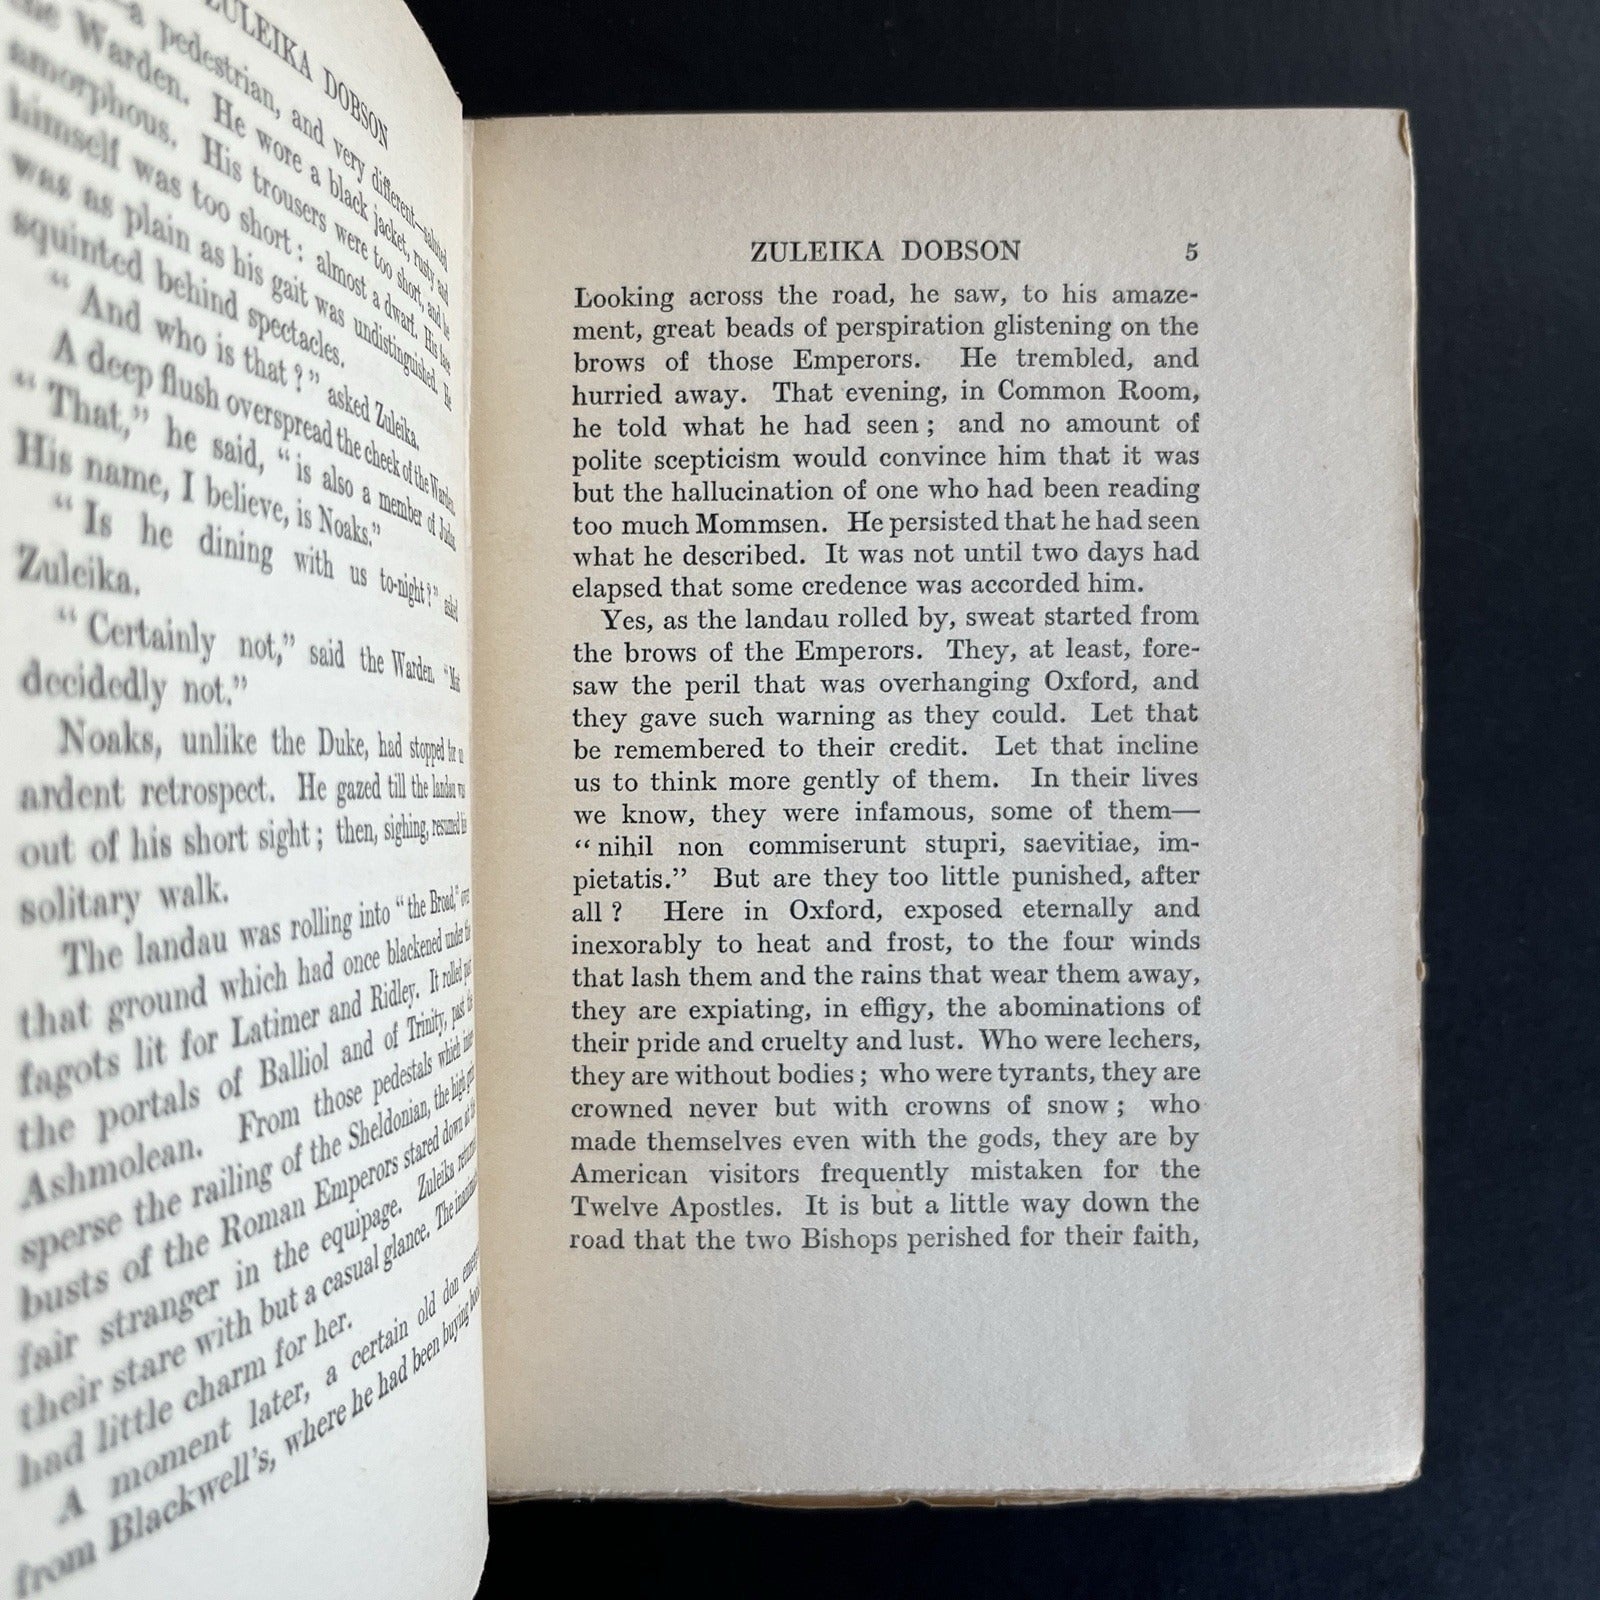 ZULEIKA DOBSON
—a pedestrian, and very different—saluted
the Warden. He wore a black jacket, rusty and
amorphous. His trousers were too short, and he
himself was too short: almost a dwarf. His face
was as plain as his gait was undistinguished. He
squinted behind spectacles.
“And who is that?” asked Zuleika.
A deep flush overspread the cheek of the Warden.
“That,” he said, “is also a member of Judas.
His name, I believe, is Noaks.”
“Is he dining with us to-night?” asked
Zuleika.
“Certainly not,” said the Warden. “Most
decidedly not.”
Noaks, unlike the Duke, had stopped for an
ardent retrospect. He gazed till the landau was
out of his short sight; then, sighing, resumed his
solitary walk.
The landau was rolling into “the Broad,” over
that ground which had once blackened under the
fagots lit for Latimer and Ridley. It rolled past
the portals of Balliol and of Trinity, past the
Ashmolean. From those pedestals which inter-
sperse the railing of the Sheldonian, the high grim
busts of the Roman Emperors stared down at the
fair stranger in the equipage. Zuleika returned
their stare with but a casual glance. The inanimate
had little charm for her.
A moment later, a certain old don emerged
from Blackwell's, where he had been buying books.
ZULEIKA DOBSON 5
Looking across the road, he saw, to his amaze-
ment, great beads of perspiration glistening on the
brows of those Emperors. He trembled, and
hurried away. That evening, in Common Room,
he told what he had seen; and no amount of
polite scepticism would convince him that it was
but the hallucination of one who had been reading
too much Mommsen. He persisted that he had seen
what he described. It was not until two days had
elapsed that some credence was accorded him.
Yes, as the landau rolled by, sweat started from
the brows of the Emperors. They, at least, fore-
saw the peril that was overhanging Oxford, and
they gave such warning as they could. Let that
be remembered to their credit. Let that incline
us to think more gently of them. In their lives
we know, they were infamous, some of them—
“nihil non commiserunt stupri, saevitiae, im-
pietatis.” But are they too little punished, after
all? Here in Oxford, exposed eternally and
inexorably to heat and frost, to the four winds
that lash them and the rains that wear them away,
they are expiating, in effigy, the abominations of
their pride and cruelty and lust. Who were lechers,
they are without bodies; who were tyrants, they are
crowned never but with crowns of snow; who
made themselves even with the gods, they are by
American visitors frequently mistaken for the
Twelve Apostles. It is but a little way down the
road that the two Bishops perished for their faith,